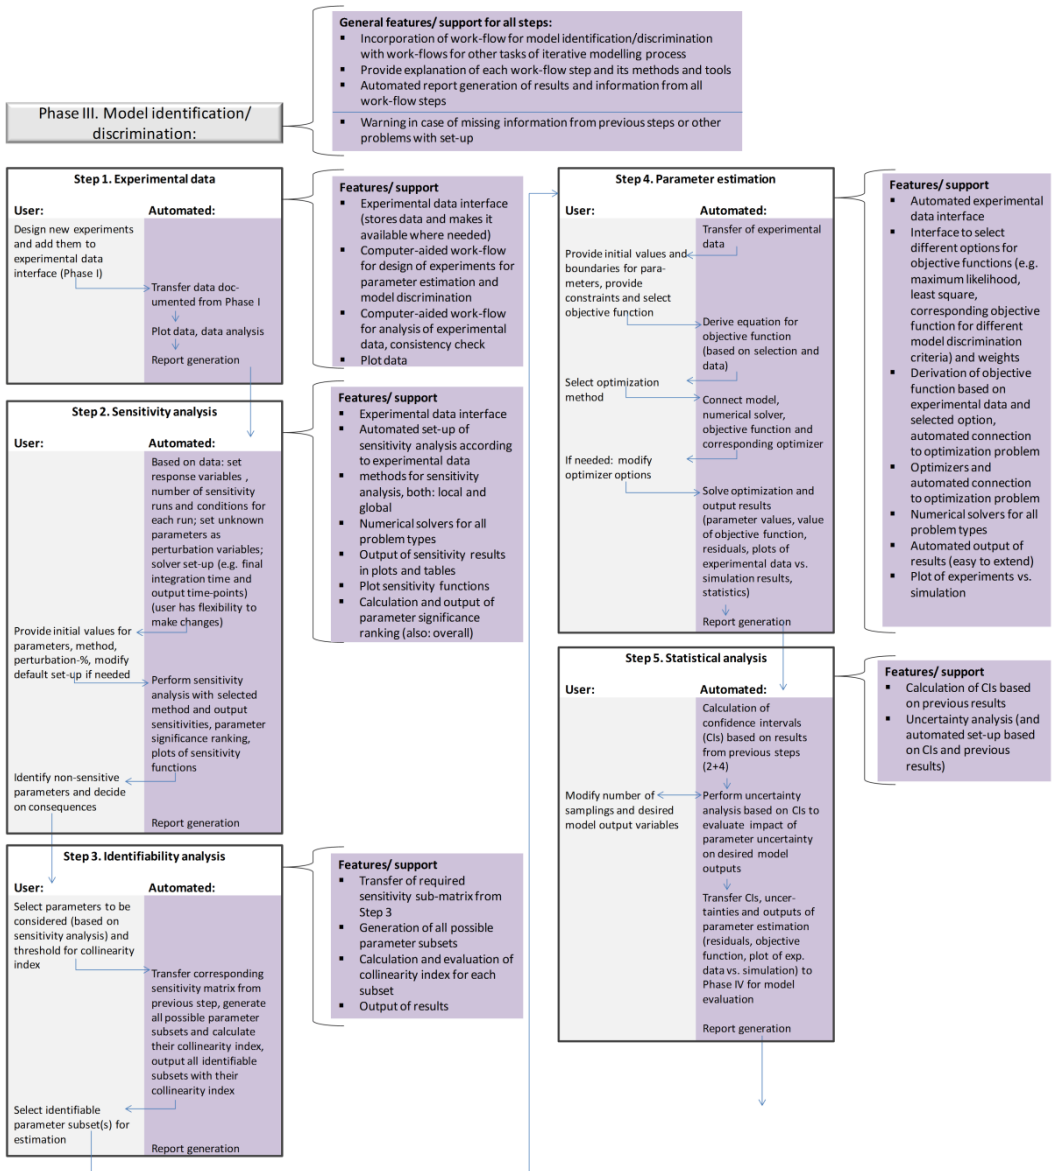 General features/ support for all steps:
▪ Incorporation of work-flow for model identification/discrimination
with work-flows for other tasks of iterative modelling process
▪ Provide explanation of each work-flow step and its methods and tools
▪ Automated report generation of results and information from all
work-flow steps
▪ Warning in case of missing information from previous steps or other
problems with set-up
Phase III. Model identification/
discrimination:
Step 1. Experimental data
User:
Automated:
Design new experiments
and add them to
experimental data
interface (Phase I)
Transfer data doc-
umented from Phase I
Plot data, data analysis
Report generation
Features/ support
▪ Experimental data interface
(stores data and makes it
available where needed)
▪ Computer-aided work-flow
for design of experiments for
parameter estimation and
model discrimination
▪ Computer-aided work-flow
for analysis of experimental
data, consistency check
▪ Plot data
Step 2. Sensitivity analysis
User:
Automated:
Based on data: set
response variables ,
number of sensitivity
runs and conditions for
each run; set unknown
parameters as
perturbation variables;
solver set-up (e.g. final
integration time and
output time-points)
(user has flexibility to
make changes)
Provide initial values for
parameters, method,
perturbation-%, modify
default set-up if needed
Perform sensitivity
analysis with selected
method and output
sensitivities, parameter
significance ranking,
plots of sensitivity
functions
Identify non-sensitive
parameters and decide
on consequences
Report generation
Features/ support
▪ Experimental data interface
▪ Automated set-up of
sensitivity analysis according
to experimental data
▪ methods for sensitivity
analysis, both: local and
global
▪ Numerical solvers for all
problem types
▪ Output of sensitivity results
in plots and tables
▪ Plot sensitivity functions
▪ Calculation and output of
parameter significance
ranking (also: overall)
Step 3. Identifiability analysis
User:
Automated:
Select parameters to be
considered (based on
sensitivity analysis) and
threshold for collinearity
index
Transfer corresponding
sensitivity matrix from
previous step, generate
all possible parameter
subsets and calculate
their collinearity index,
output all identifiable
subsets with their
collinearity index
Select identifiable
parameter subset(s) for
estimation
Report generation
Features/ support
▪ Transfer of required
sensitivity sub-matrix from
Step 3
▪ Generation of all possible
parameter subsets
▪ Calculation and evaluation of
collinearity index for each
subset
▪ Output of results
Step 4. Parameter estimation
User:
Automated:
Transfer of experimental
data
Provide initial values and
boundaries for para-
meters, provide
constraints and select
objective function
Derive equation for
objective function
(based on selection and
data)
Select optimization
method
Connect model,
numerical solver,
objective function and
corresponding optimizer
If needed: modify
optimizer options
Solve optimization and
output results
(parameter values, value
of objective function,
residuals, plots of
experimental data vs.
simulation results,
statistics)
Report generation
Features/ support
▪ Automated experimental
data interface
▪ Interface to select
different options for
objective functions (e.g.
maximum likelihood,
least square,
corresponding objective
function for different
model discrimination
criteria) and weights
▪ Derivation of objective
function based on
experimental data and
selected option,
automated connection
to optimization problem
▪ Optimizers and
automated connection
to optimization problem
▪ Numerical solvers for all
problem types
▪ Automated output of
results (easy to extend)
▪ Plot of experiments vs.
simulation
Step 5. Statistical analysis
User:
Automated:
Calculation of
confidence intervals
(CIs) based on results
from previous steps
(2+4)
Modify number of
samplings and desired
model output variables
Perform uncertainty
analysis based on CIs to
evaluate impact of
parameter uncertainty
on desired model
outputs
Transfer CIs, uncer-
tainties and outputs of
parameter estimation
(residuals, objective
function, plot of exp.
data vs. simulation) to
Phase IV for model
evaluation
Report generation
Features/ support
▪ Calculation of CIs based
on previous results
▪ Uncertainty analysis (and
automated set-up based
on CIs and previous
results)